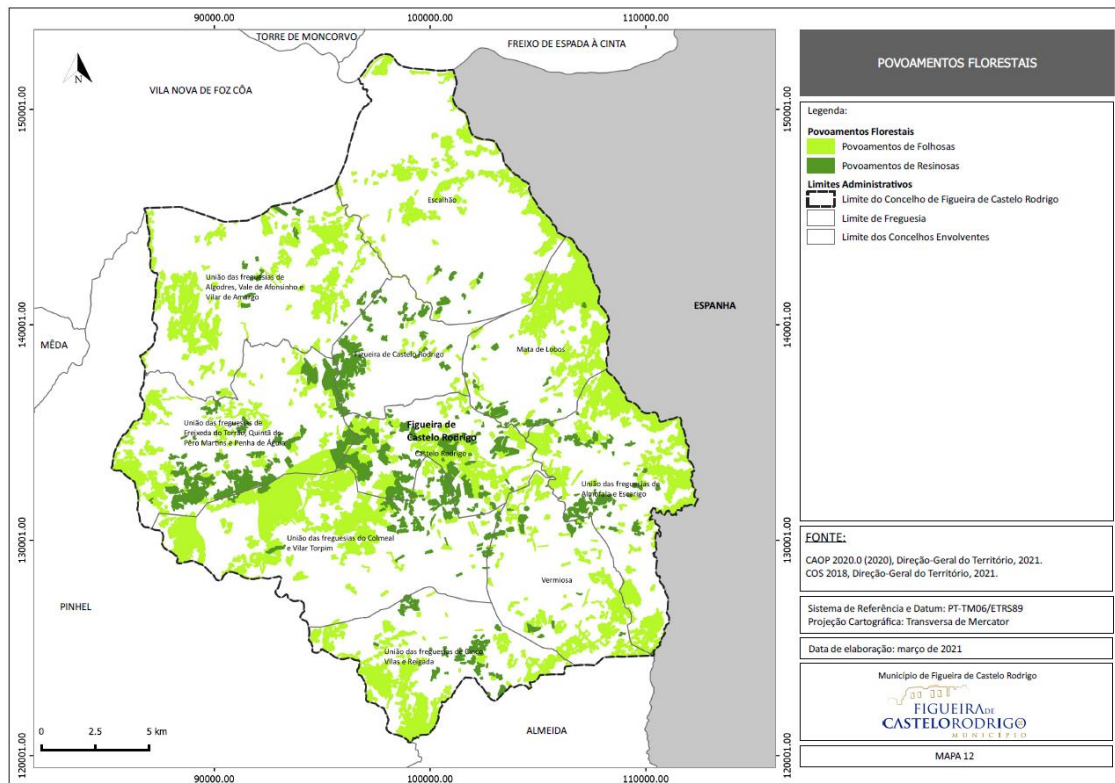 90000.00
100000.00
110000.00
TORRE DE MONCORVO
FREIXO DE ESPADA À CINTA
VILA NOVA DE FOZ CÔA
N
150001.00
150001.00
Escalhão
União das freguesias de
Algodres, Vale de Afonsinho e
Vilar de Amargo
ESPANHA
140001.00
140001.00
MÊDA
Figueira de Castelo Rodrigo
Mata de Lobos
União das freguesias de
Freixeda do Torrão, Quintã de
Pêro Martins e Penha de Águia
Figueira de
Castelo Rodrigo
Castelo Rodrigo
União das freguesias de
Almofala e Escarigo
130001.00
130001.00
União das freguesias do Colmeal
e Vilar Torpim
Vermiosa
PINHEL
União das freguesias de Cinco
Vilas e Reigada
ALMEIDA
0
2.5
5 km
120001.00
120001.00
90000.00
100000.00
110000.00
POVOAMENTOS FLORESTAIS
Legenda:
Povoamentos Florestais
Povoamentos de Folhosas
Povoamentos de Resinosas
Limites Administrativos
Limite do Concelho de Figueira de Castelo Rodrigo
Limite de Freguesia
Limite dos Concelhos Envolventes
FONTE:
CAOP 2020.0 (2020), Direção-Geral do Território, 2021.
COS 2018, Direção-Geral do Território, 2021.
Sistema de Referência e Datum: PT-TM06/ETRS89
Projeção Cartográfica: Transversa de Mercator
Data de elaboração: março de 2021
Município de Figueira de Castelo Rodrigo
FIGUEIRA DE
CASTELO RODRIGO
MUNICÍPIO
MAPA 12